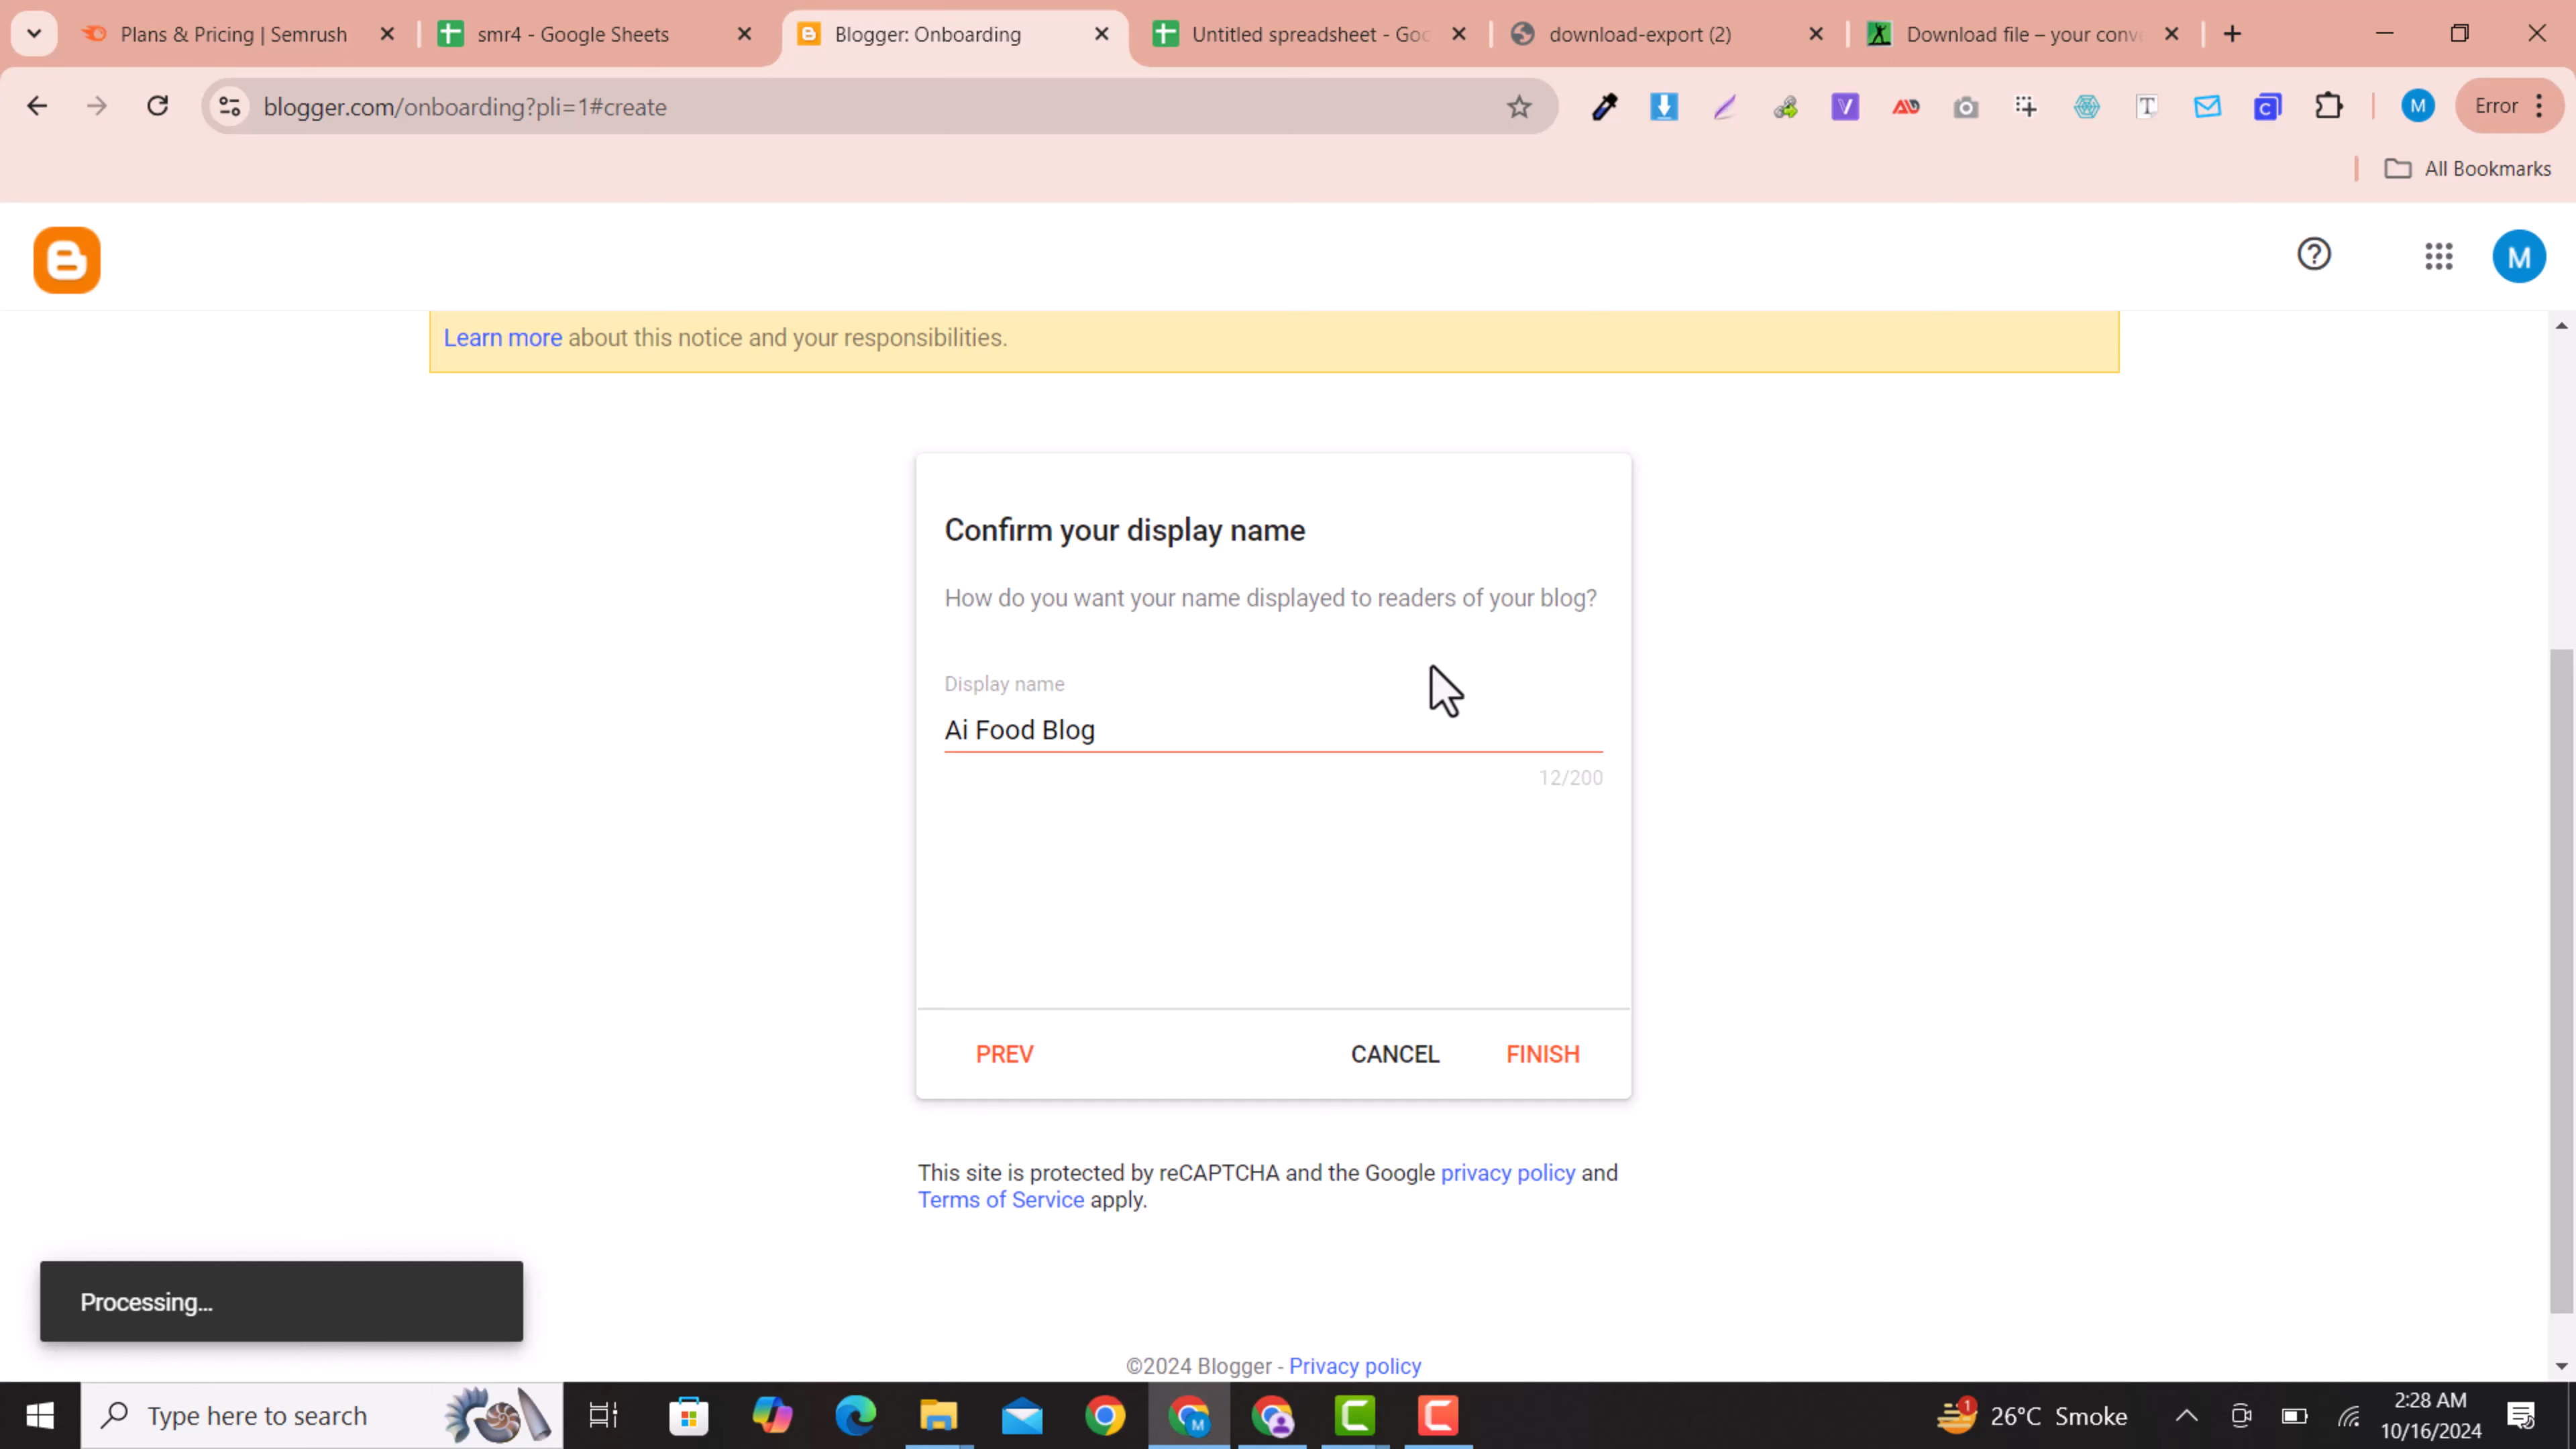 Plans & Pricing | Semrush
smr4 - Google Sheets
Blogger: Onboarding
Untitled spreadsheet - Goo
download-export (2)
Download file – your conve
blogger.com/onboarding?pli=1#create
M
Error
All Bookmarks
M
Learn more about this notice and your responsibilities.
Confirm your display name
How do you want your name displayed to readers of your blog?
Display name
Ai Food Blog
12/200
PREV
CANCEL
FINISH
This site is protected by reCAPTCHA and the Google privacy policy and
Terms of Service apply.
Processing...
©2024 Blogger - Privacy policy
Type here to search
1
26°C Smoke
2:28 AM
10/16/2024